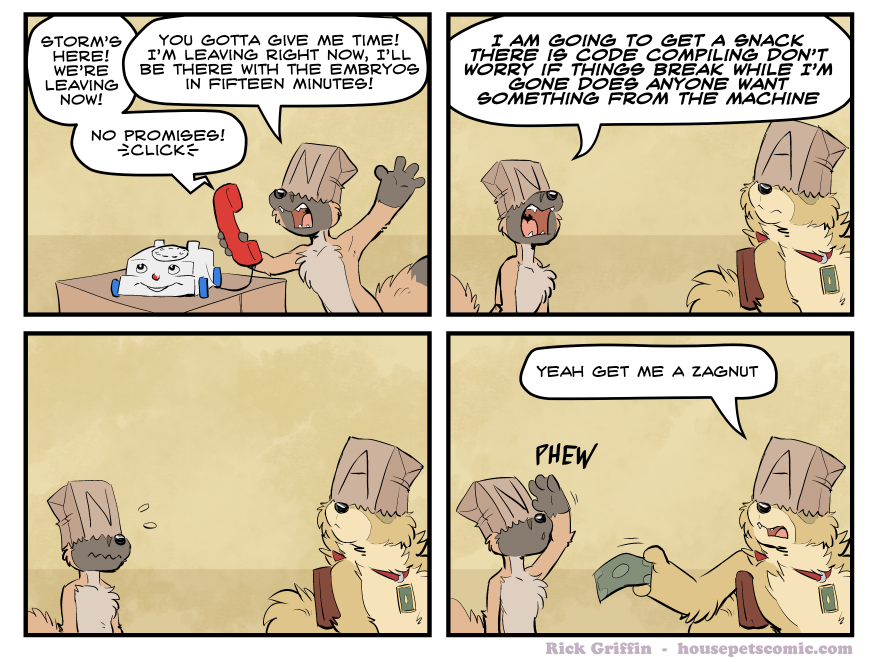 STORM'S
HERE!
WE'RE
LEAVING
NOW!
YOU GOTTA GIVE ME TIME!
I'M LEAVING RIGHT NOW, I'LL
BE THERE WITH THE EMBRYOS
IN FIFTEEN MINUTES!
NO PROMISES!
CLICK
N
I AM GOING TO GET A SNACK
THERE IS CODE COMPILING DON'T
WORRY IF THINGS BREAK WHILE I'M
GONE DOES ANYONE WANT
SOMETHING FROM THE MACHINE
N
A
N
A
YEAH GET ME A ZAGNUT
PHEW
N
A
Rick Griffin - housepetscomic.com